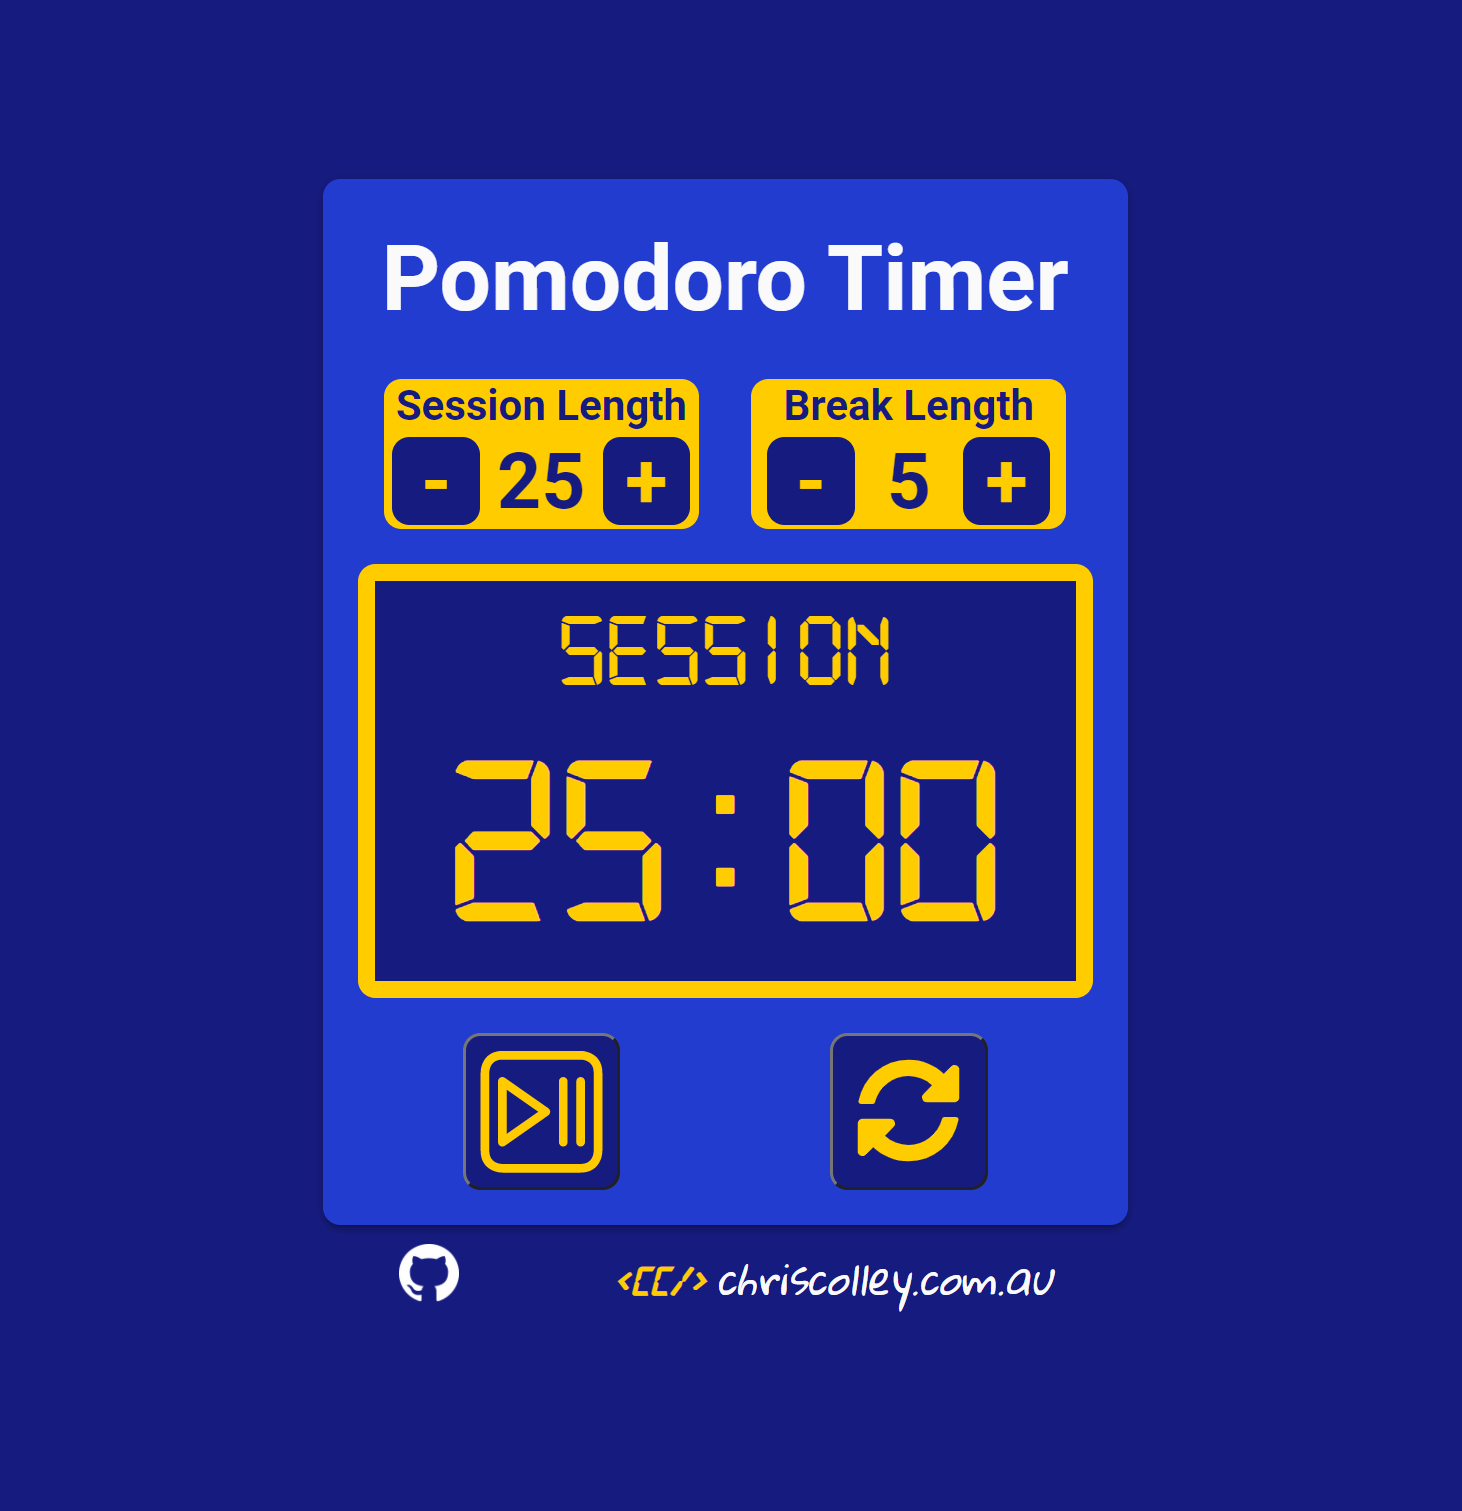 Pomodoro Timer
Session Length
- 25 +
Break Length
- 5 +
SESSION
25:00
<CC/> chriscolley.com.au